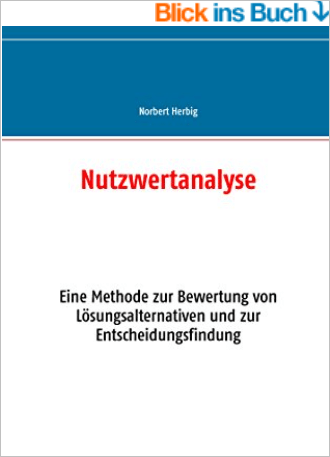 Blick ins Buch
Norbert Herbig
Nutzwertanalyse
Eine Methode zur Bewertung von
Lösungsalternativen und zur
Entscheidungsfindung